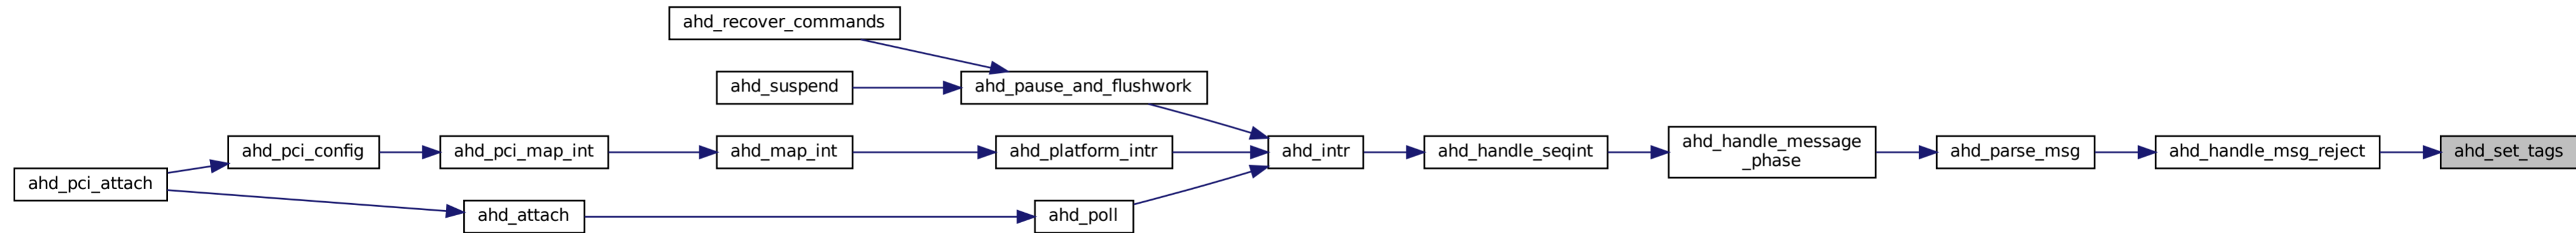 ahd_recover_commands
ahd_suspend
ahd_pause_and_flushwork
ahd_pci_attach
ahd_pci_config
ahd_pci_map_int
ahd_map_int
ahd_platform_intr
ahd_intr
ahd_handle_seqint
ahd_handle_message
_phase
ahd_parse_msg
ahd_handle_msg_reject
ahd_set_tags
ahd_attach
ahd_poll